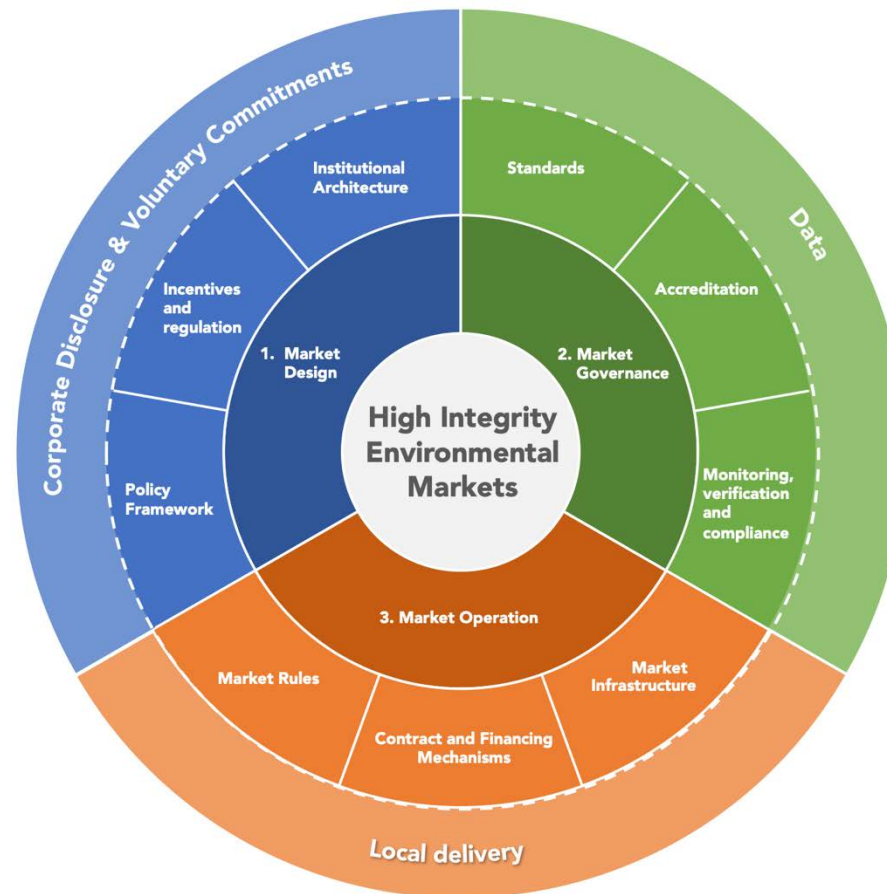 Corporate Disclosure & Voluntary Commitments
Data
Institutional
Architecture
Standards
Incentives
and
regulation
Accreditation
1. Market
Design
2. Market
Governance
High Integrity
Environmental
Markets
Policy
Framework
Monitoring,
verification
and
compliance
3. Market Operation
Market Rules
Market
Infrastructure
Contract and Financing
Mechanisms
Local delivery